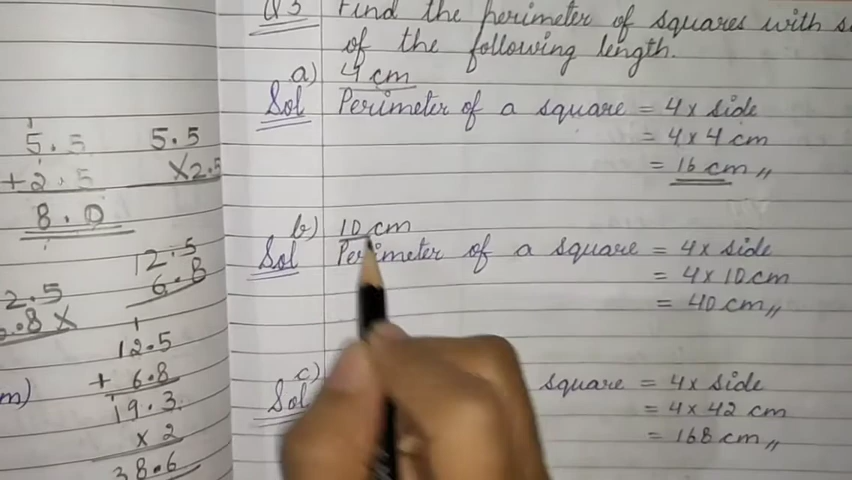 Q3 Find the perimeter of squares with
of the following length.
a) 4 cm
Sol Perimeter of a square = 4 x side
= 4 x 4 cm
= 16 cm,,
b) 10 cm
Sol Perimeter of a square = 4 x side
= 4 x 10 cm
= 40 cm,,
c)
Sol square = 4 x side
= 4 x 42 cm
= 168 cm,,
5.5
+2.5
8.0
5.5
x2.5
12.5
6.8
2.5
.8 x
m)
1
12.5
+ 6.8
19.3
x 2
38.6